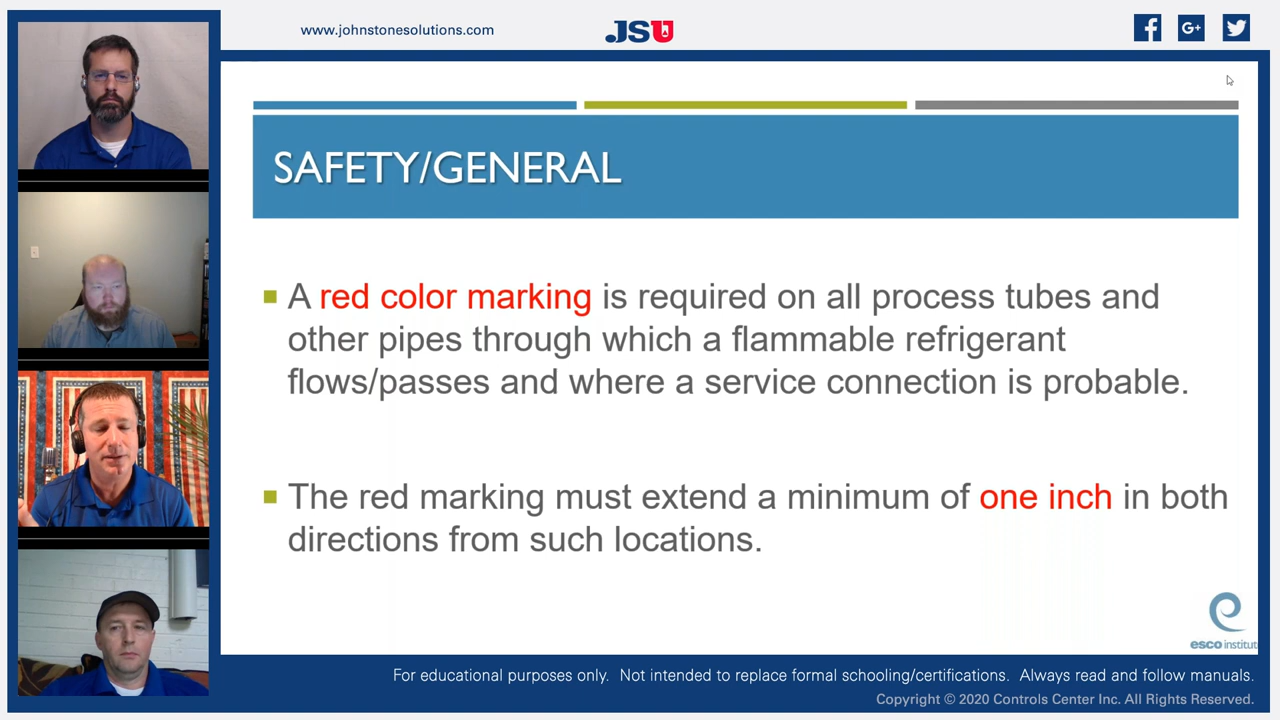 www.johnstonesolutions.com
JSU
G+
SAFETY/GENERAL
A red color marking is required on all process tubes and
other pipes through which a flammable refrigerant
flows/passes and where a service connection is probable.
The red marking must extend a minimum of one inch in both
directions from such locations.
esco institut
For educational purposes only. Not intended to replace formal schooling/certifications. Always read and follow manuals.
Copyright © 2020 Controls Center Inc. All Rights Reserved.